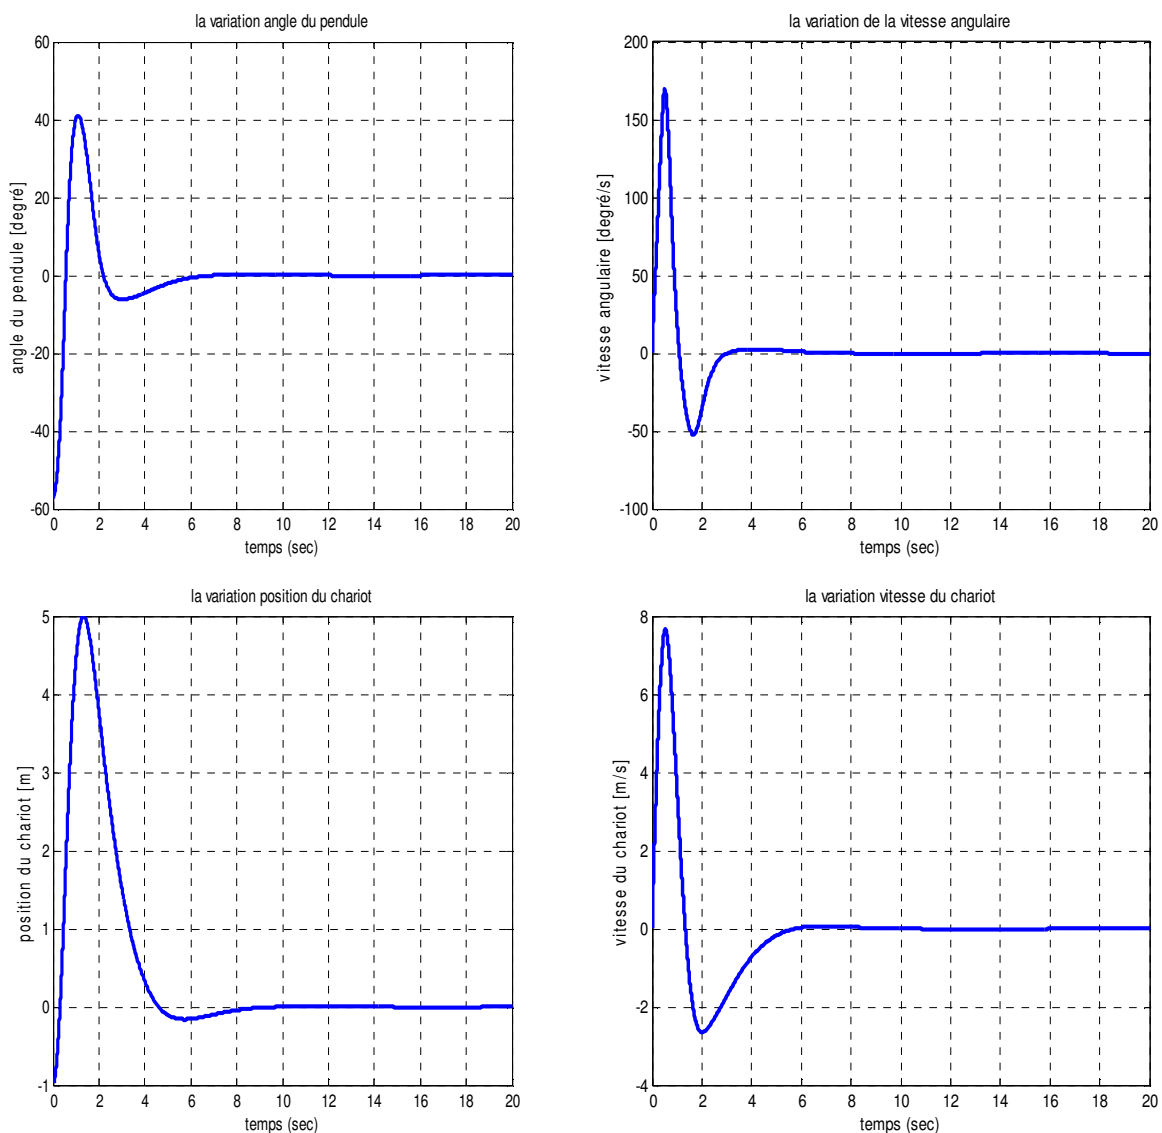 la variation angle du pendule
60
40
20
0
-20
-40
-60
angle du pendule [degré]
0 2 4 6 8 10 12 14 16 18 20
temps (sec)
la variation de la vitesse angulaire
200
150
100
50
0
-50
-100
vitesse angulaire [degré/s]
0 2 4 6 8 10 12 14 16 18 20
temps (sec)
la variation position du chariot
5
4
3
2
1
0
-1
position du chariot [m]
0 2 4 6 8 10 12 14 16 18 20
temps (sec)
la variation vitesse du chariot
8
6
4
2
0
-2
-4
vitesse du chariot [m/s]
0 2 4 6 8 10 12 14 16 18 20
temps (sec)